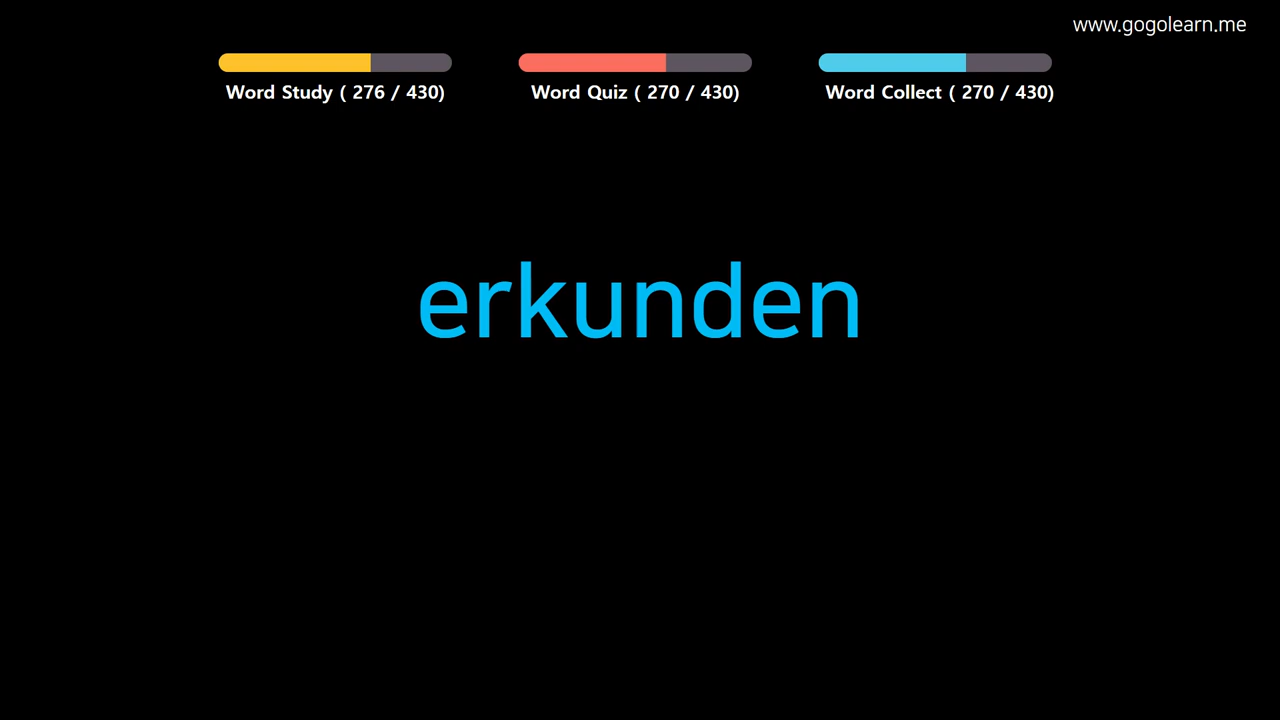 www.gogolearn.me
Word Study ( 276 / 430)
Word Quiz ( 270 / 430)
Word Collect ( 270 / 430)
erkunden